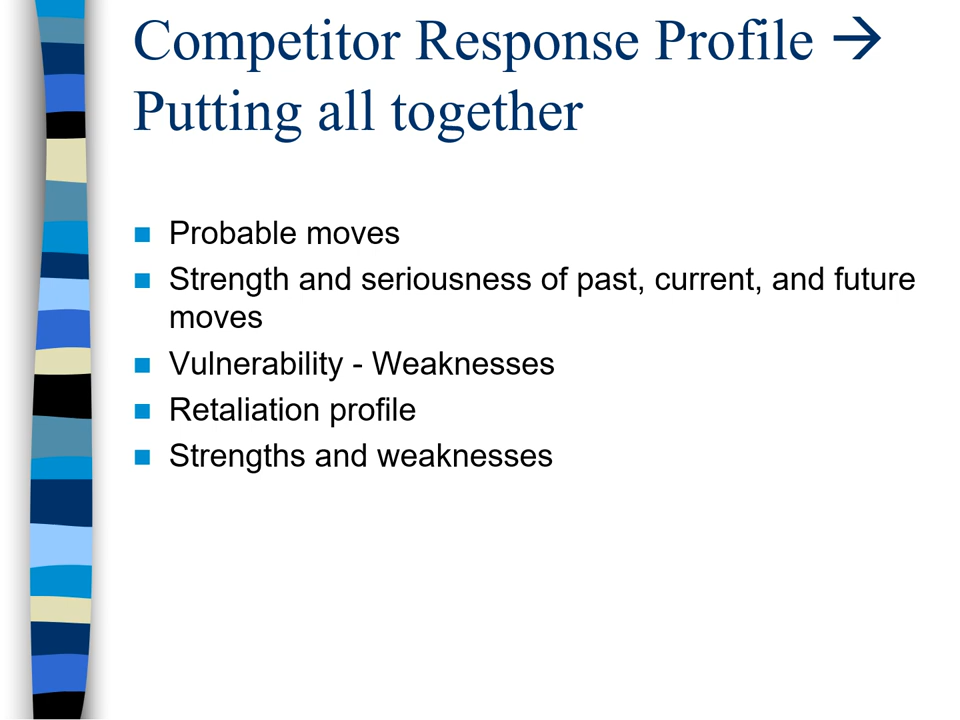 Competitor Response Profile →
Putting all together
■ Probable moves
■ Strength and seriousness of past, current, and future
moves
■ Vulnerability - Weaknesses
■ Retaliation profile
■ Strengths and weaknesses